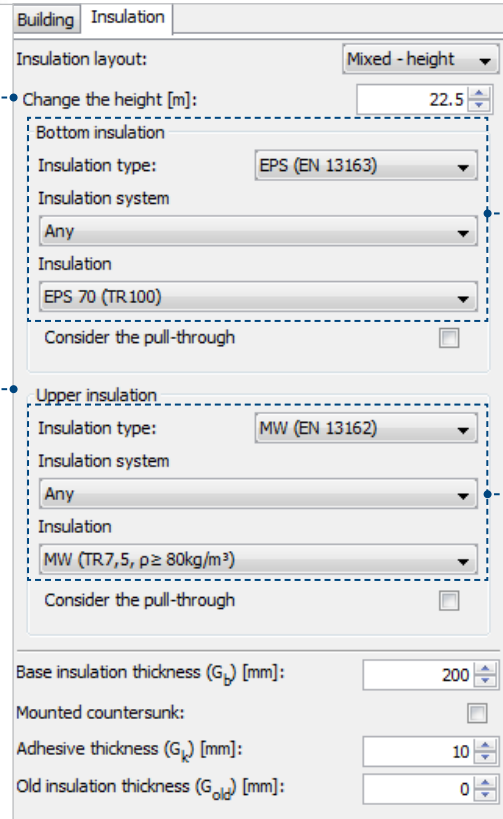 Building Insulation
Insulation layout: Mixed - height
Change the height [m]: 22.5
Bottom insulation
Insulation type: EPS (EN 13163)
Insulation system
Any
Insulation
EPS 70 (TR100)
Consider the pull-through
Upper insulation
Insulation type: MW (EN 13162)
Insulation system
Any
Insulation
MW (TR7,5, ρ≥ 80kg/m³)
Consider the pull-through
Base insulation thickness (G_b) [mm]: 200
Mounted countersunk:
Adhesive thickness (G_k) [mm]: 10
Old insulation thickness (G_old) [mm]: 0